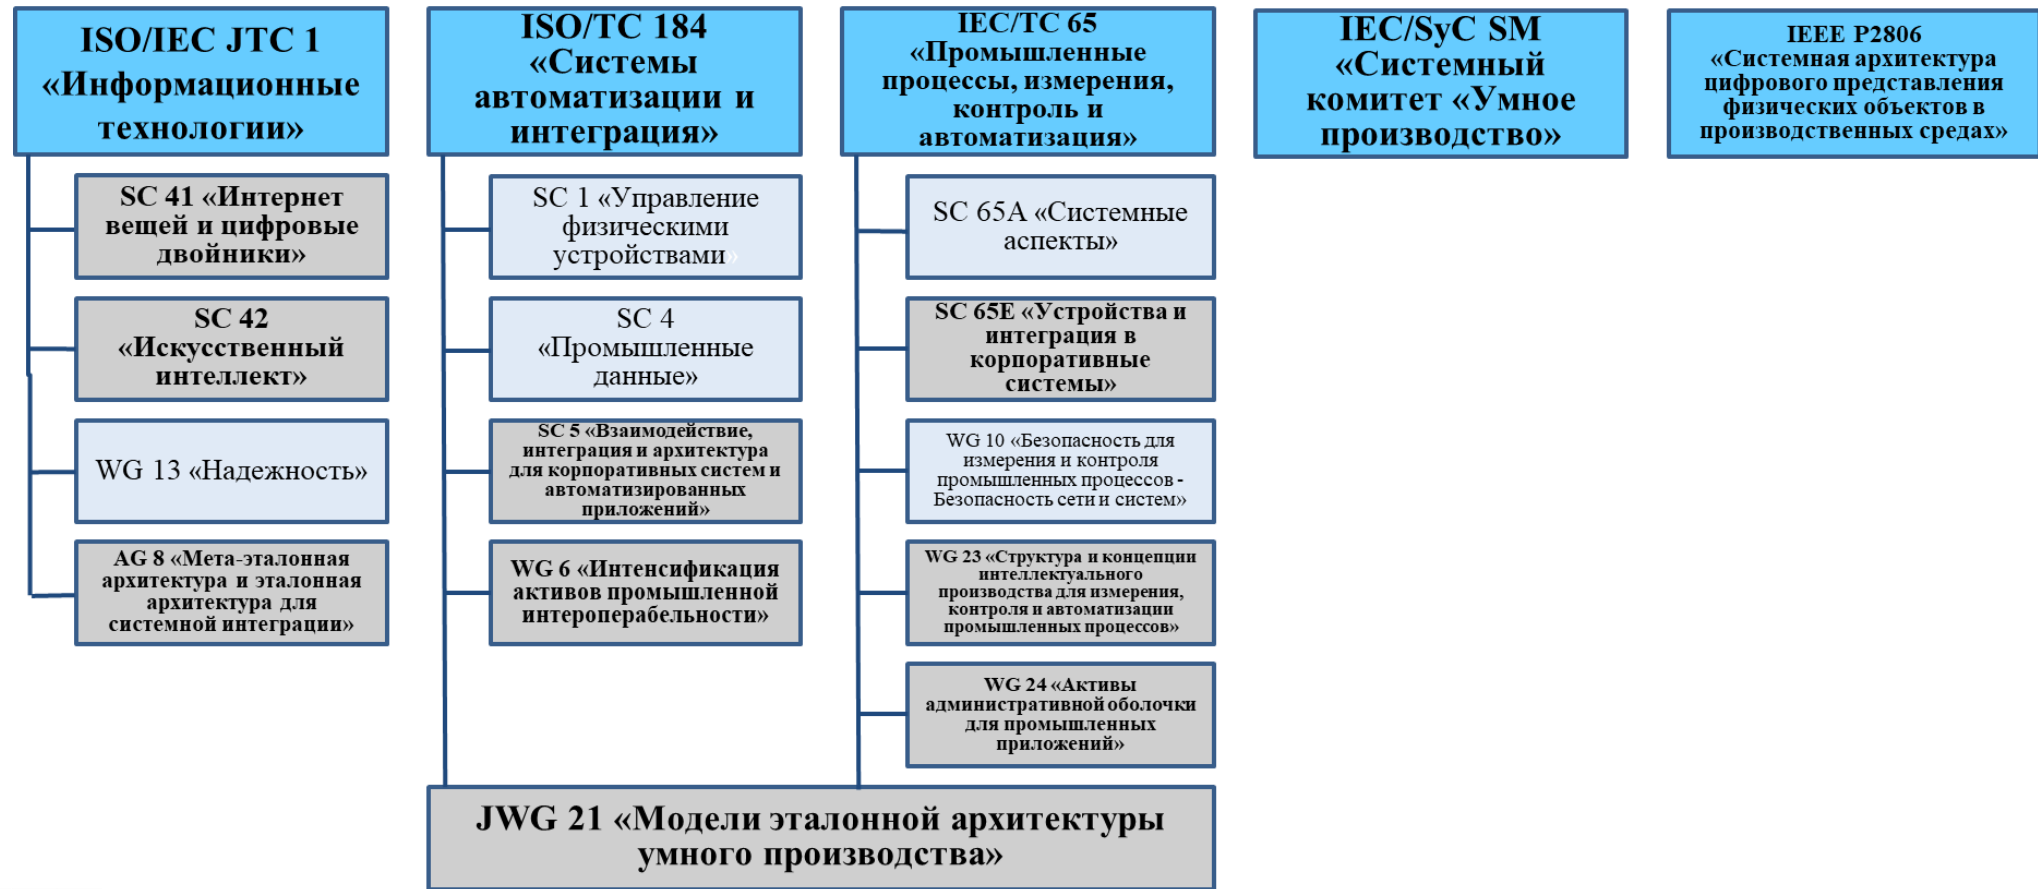 ISO/IEC JTC 1
«Информационные
технологии»
SC 41 «Интернет
вещей и цифровые
двойники»
SC 42
«Искусственный
интеллект»
WG 13 «Надежность»
AG 8 «Мета-эталонная
архитектура и эталонная
архитектура для
системной интеграции»
ISO/TC 184
«Системы
автоматизации и
интеграция»
SC 1 «Управление
физическими
устройствами»
SC 4
«Промышленные
данные»
SC 5 «Взаимодействие,
интеграция и архитектура
для корпоративных систем и
автоматизированных
приложений»
WG 6 «Интенсификация
активов промышленной
интероперабельности»
IEC/TC 65
«Промышленные
процессы, измерения,
контроль и
автоматизация»
SC 65A «Системные
аспекты»
SC 65E «Устройства и
интеграция в
корпоративные
системы»
WG 10 «Безопасность для
измерения и контроля
промышленных процессов -
Безопасность сети и систем»
WG 23 «Структура и концепции
интеллектуального
производства для измерения,
контроля и автоматизации
промышленных процессов»
WG 24 «Активы
административной оболочки
для промышленных
приложений»
JWG 21 «Модели эталонной архитектуры
умного производства»
IEC/SyC SM
«Системный
комитет «Умное
производство»
IEEE P2806
«Системная архитектура
цифрового представления
физических объектов в
производственных средах»